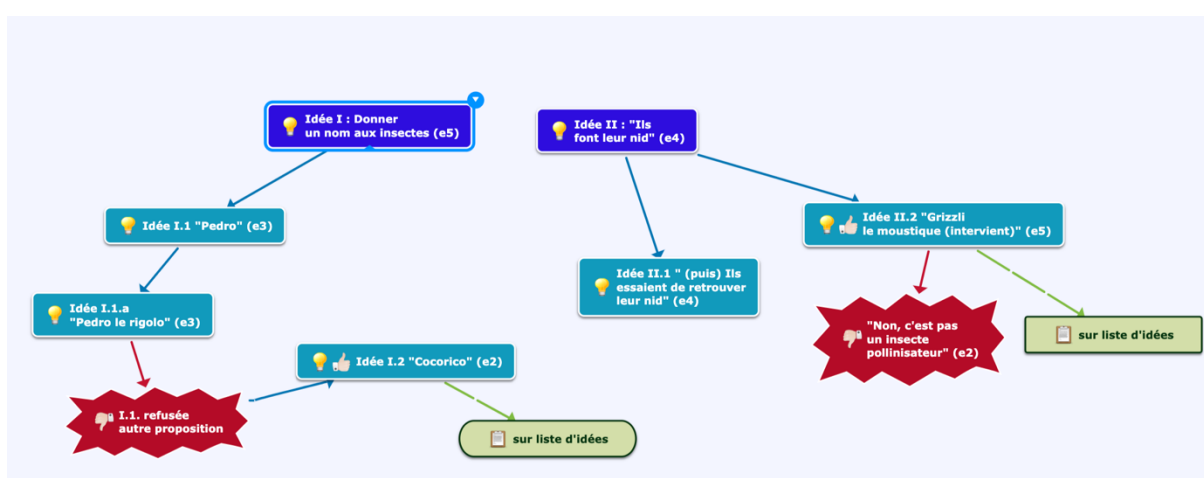 Idée I : Donner
un nom aux insectes (e5)
Idée II : "Ils
font leur nid" (e4)
Idée I.1 "Pedro" (e3)
Idée II.2 "Grizzli
le moustique (intervient)" (e5)
Idée II.1 " (puis) Ils
essaient de retrouver
leur nid" (e4)
Idée I.1.a
"Pedro le rigolo" (e3)
"Non, c'est pas
un insecte
pollinisateur" (e2)
sur liste d'idées
Idée I.2 "Cocorico" (e2)
I.1. refusée
autre proposition
sur liste d'idées